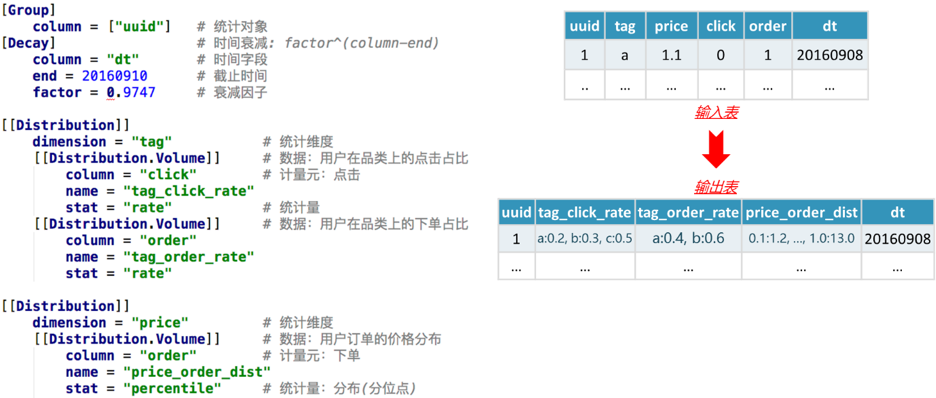 [Group]
column = ["uuid"] # 统计对象
[Decay] # 时间衰减: factor^(column-end)
column = "dt" # 时间字段
end = 20160910 # 截止时间
factor = 0.9747 # 衰减因子
[[Distribution]]
dimension = "tag" # 统计维度
[[Distribution.Volume]] # 数据: 用户在品类上的点击占比
column = "click" # 计量元: 点击
name = "tag_click_rate"
stat = "rate" # 统计量
[[Distribution.Volume]] # 数据: 用户在品类上的下单占比
column = "order"
name = "tag_order_rate"
stat = "rate"
[[Distribution]]
dimension = "price" # 统计维度
[[Distribution.Volume]] # 数据: 用户订单的价格分布
column = "order" # 计量元: 下单
name = "price_order_dist"
stat = "percentile" # 统计量: 分布(分位点)
uuid tag price click order dt
1 a 1.1 0 1 20160908
.. ... ... ... ... ...
输入表
输出表
uuid tag_click_rate tag_order_rate price_order_dist dt
1 a:0.2, b:0.3, c:0.5 a:0.4, b:0.6 0.1:1.2, ..., 1.0:13.0 20160908
... ... ... ... ...